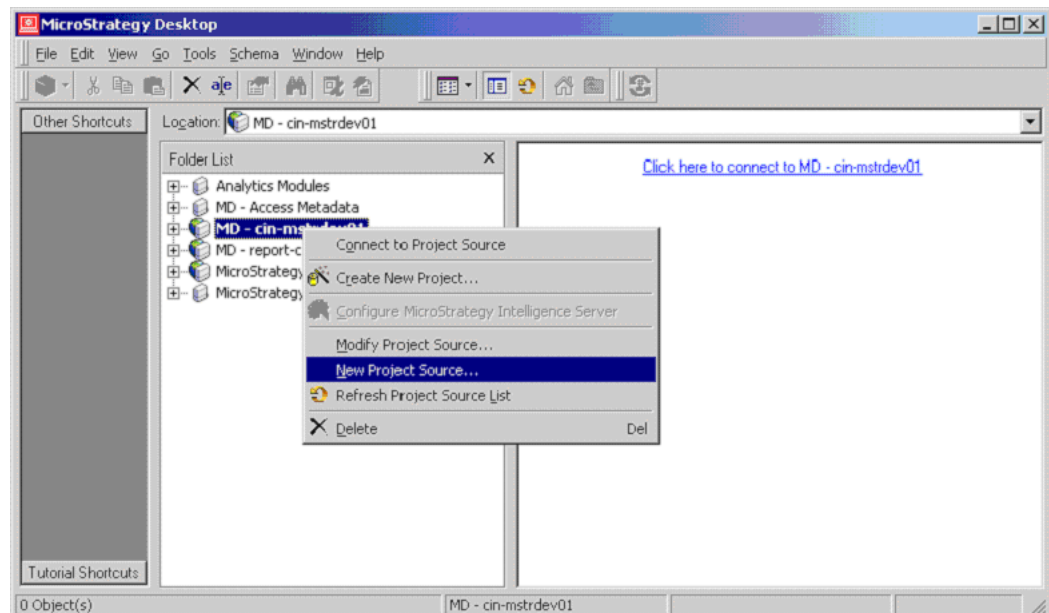 MicroStrategy Desktop
File Edit View Go Tools Schema Window Help
Other Shortcuts
Location: MD - cin-mstrdev01
Folder List
Click here to connect to MD - cin-mstrdev01
Analytics Modules
MD - Access Metadata
MD - cin-mstrdev01
MD - report-c
MicroStrategy
MicroStrategy
Connect to Project Source
Create New Project...
Configure MicroStrategy Intelligence Server
Modify Project Source...
New Project Source...
Refresh Project Source List
Delete Del
Tutorial Shortcuts
0 Object(s) MD - cin-mstrdev01